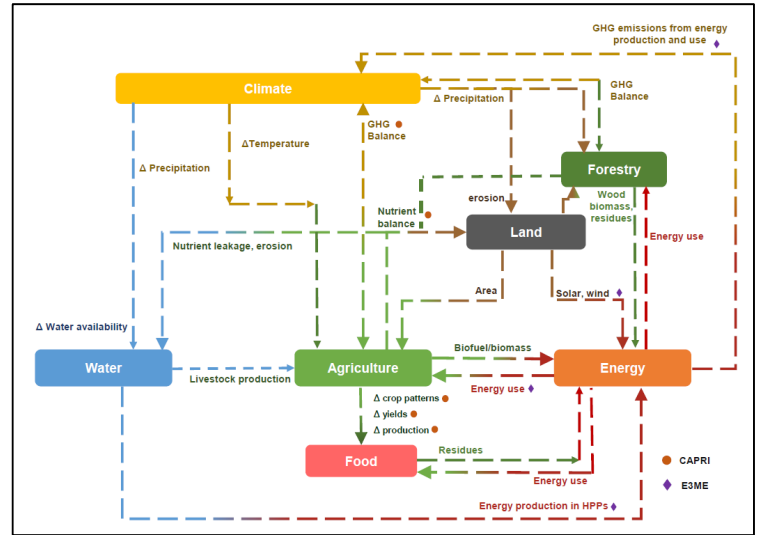 GHG emissions from energy
production and use
Climate
Δ Precipitation
GHG
Balance
GHG
Balance
ΔTemperature
Δ Precipitation
Forestry
Wood
biomass,
residues
erosion
Nutrient
balance
Land
Energy use
Nutrient leakage, erosion
Area
Solar, wind
Δ Water availability
Water
Livestock production
Agriculture
Biofuel/biomass
Energy use
Energy
Δ crop patterns
Δ yields
Δ production
Food
Residues
Energy use
CAPRI
E3ME
Energy production in HPPs